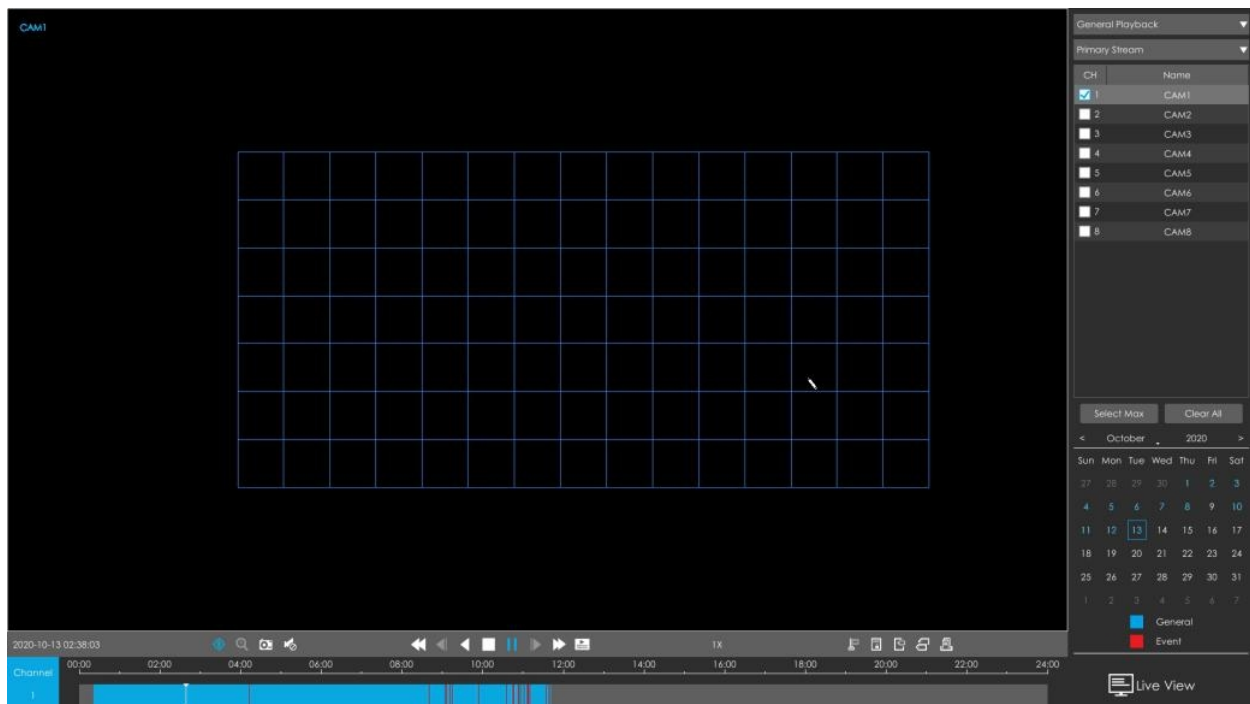 CAM1
General Playback
Primary Stream
CH Name
1 CAM1
2 CAM2
3 CAM3
4 CAM4
5 CAM5
6 CAM6
7 CAM7
8 CAM8
Select Max Clear All
< October 2020 >
Sun Mon Tue Wed Thu Fri Sat
27 28 29 30 1 2 3
4 5 6 7 8 9 10
11 12 13 14 15 16 17
18 19 20 21 22 23 24
25 26 27 28 29 30 31
1 2 3 4 5 6 7
General
Event
2020-10-13 02:38:03 1X
Channel 00:00 02:00 04:00 06:00 08:00 10:00 12:00 14:00 16:00 18:00 20:00 22:00 24:00
1
Live View